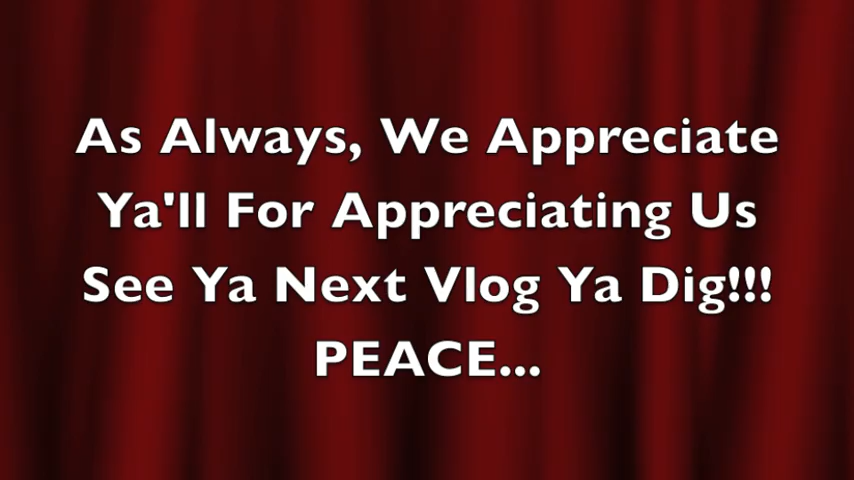 As Always, We Appreciate
Ya'll For Appreciating Us
See Ya Next Vlog Ya Dig!!!
PEACE...